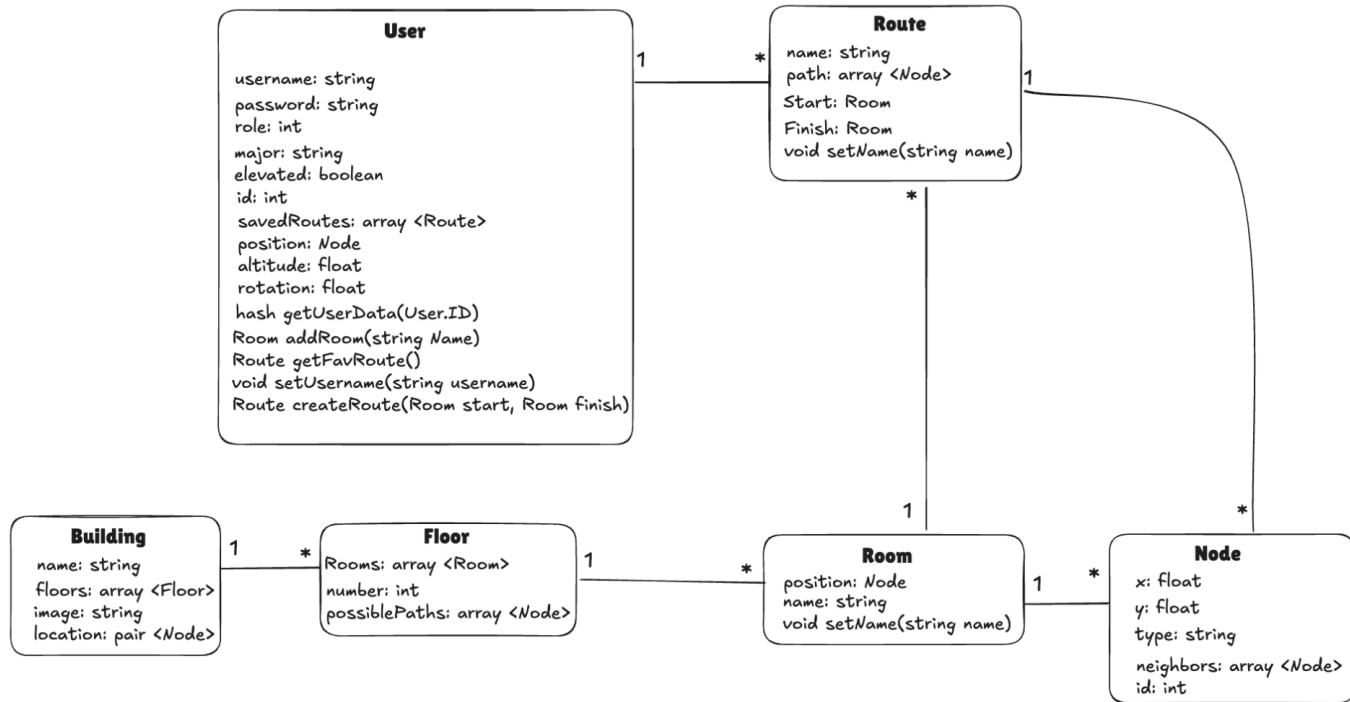 User
username: string
password: string
role: int
major: string
elevated: boolean
id: int
savedRoutes: array <Route>
position: Node
altitude: float
rotation: float
hash getUserData(User.ID)
Room addRoom(string Name)
Route getFavRoute()
void setUsername(string username)
Route createRoute(Room start, Room finish)
1
*
Route
name: string
path: array <Node>
Start: Room
Finish: Room
void setName(string name)
1
*
*
1
Building
name: string
floors: array <Floor>
image: string
location: pair <Node>
1
*
Floor
Rooms: array <Room>
number: int
possiblePaths: array <Node>
1
*
Room
position: Node
name: string
void setName(string name)
1
*
Node
x: float
y: float
type: string
neighbors: array <Node>
id: int